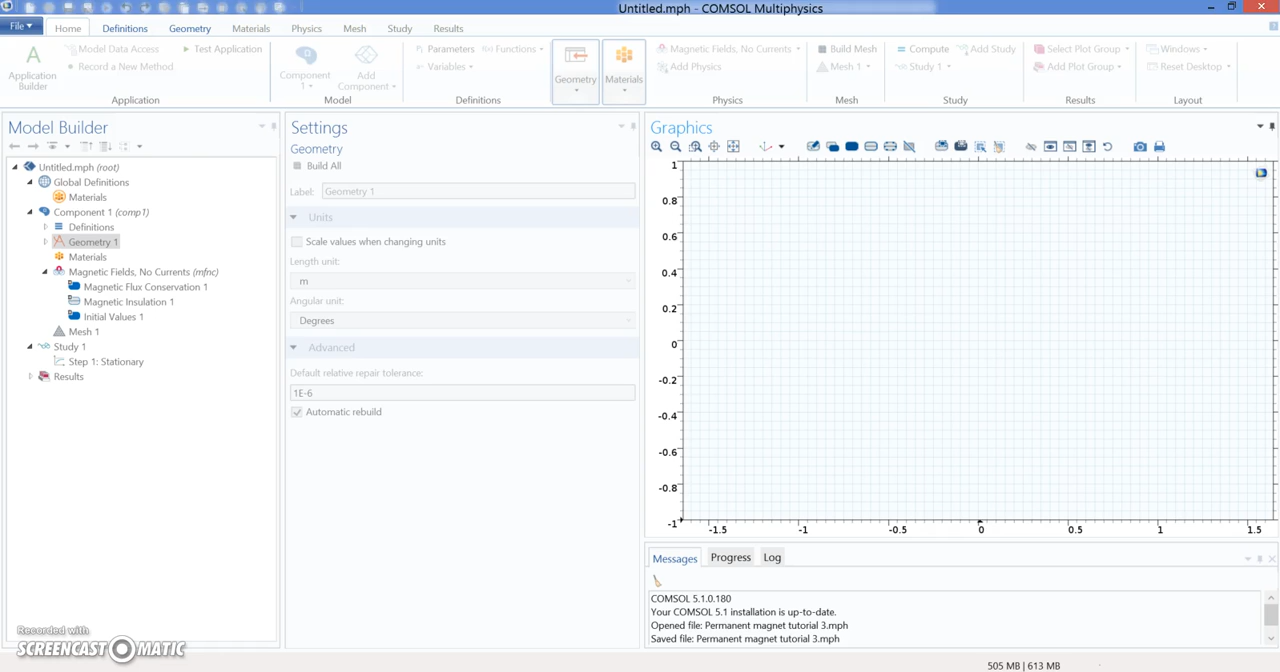 Untitled.mph - COMSOL Multiphysics
File Home Definitions Geometry Materials Physics Mesh Study Results
Application Builder
Model Data Access
Record a New Method
Test Application
Application
Component 1
Add Component
Model
Parameters
Functions
Variables
Definitions
Geometry
Materials
Magnetic Fields, No Currents
Add Physics
Physics
Build Mesh
Mesh 1
Mesh
Compute
Add Study
Study 1
Study
Select Plot Group
Add Plot Group
Results
Windows
Reset Desktop
Layout
Model Builder
Untitled.mph (root)
Global Definitions
Materials
Component 1 (comp1)
Definitions
Geometry 1
Materials
Magnetic Fields, No Currents (mfnc)
Magnetic Flux Conservation 1
Magnetic Insulation 1
Initial Values 1
Mesh 1
Study 1
Step 1: Stationary
Results
Recorded with
SCREENCAST MATIC
Settings
Geometry
Build All
Label: Geometry 1
Units
Scale values when changing units
Length unit:
m
Angular unit:
Degrees
Advanced
Default relative repair tolerance:
1E-6
Automatic rebuild
Graphics
1
0.8
0.6
0.4
0.2
0
-0.2
-0.4
-0.6
-0.8
-1
-1.5 -1 -0.5 0 0.5 1 1.5
Messages Progress Log
COMSOL 5.1.0.180
Your COMSOL 5.1 installation is up-to-date.
Opened file: Permanent magnet tutorial 3.mph
Saved file: Permanent magnet tutorial 3.mph
505 MB | 613 MB